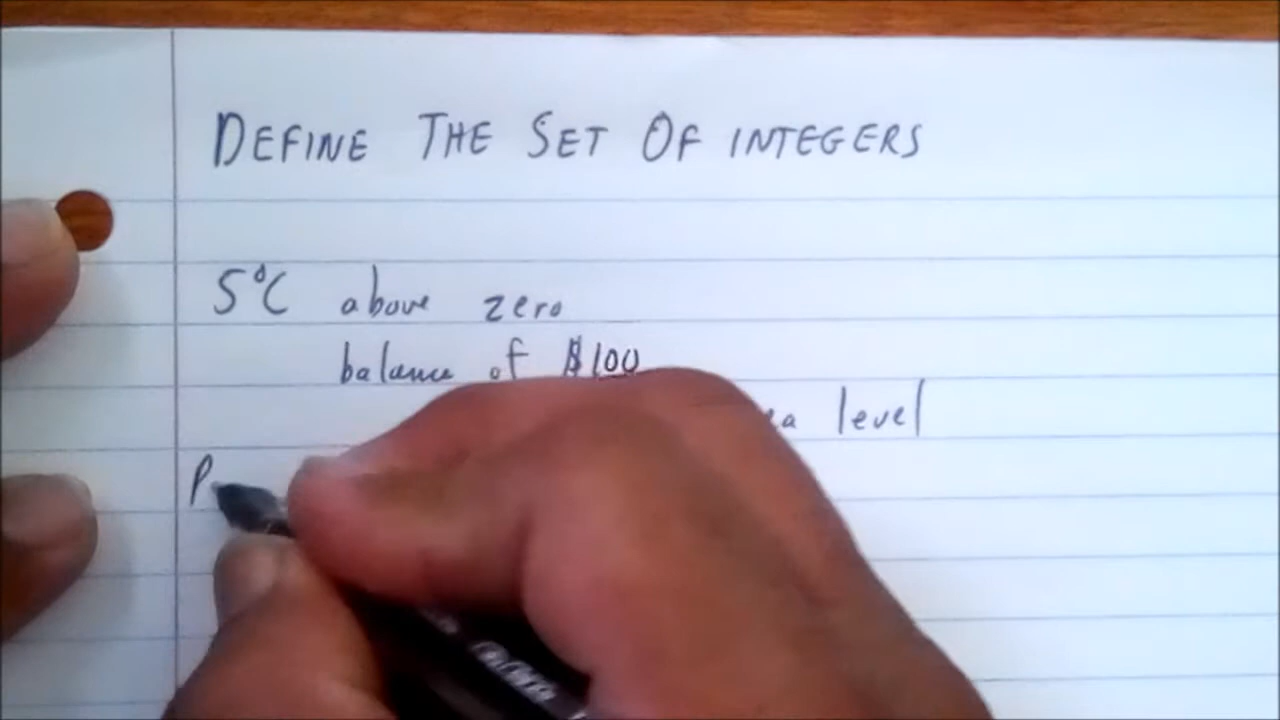 DEFINE THE SET OF INTEGERS
5°C above zero
balance of $100
level
P